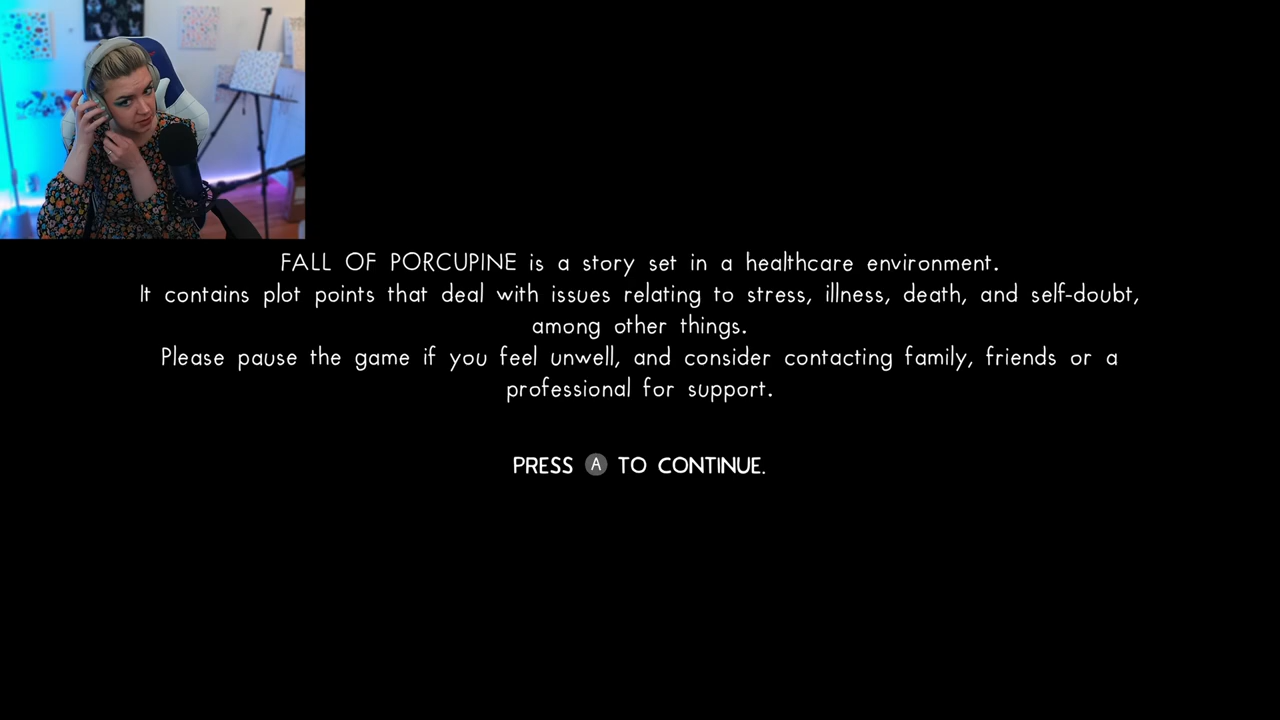 FALL OF PORCUPINE is a story set in a healthcare environment.
It contains plot points that deal with issues relating to stress, illness, death, and self-doubt,
among other things.
Please pause the game if you feel unwell, and consider contacting family, friends or a
professional for support.
PRESS A TO CONTINUE.